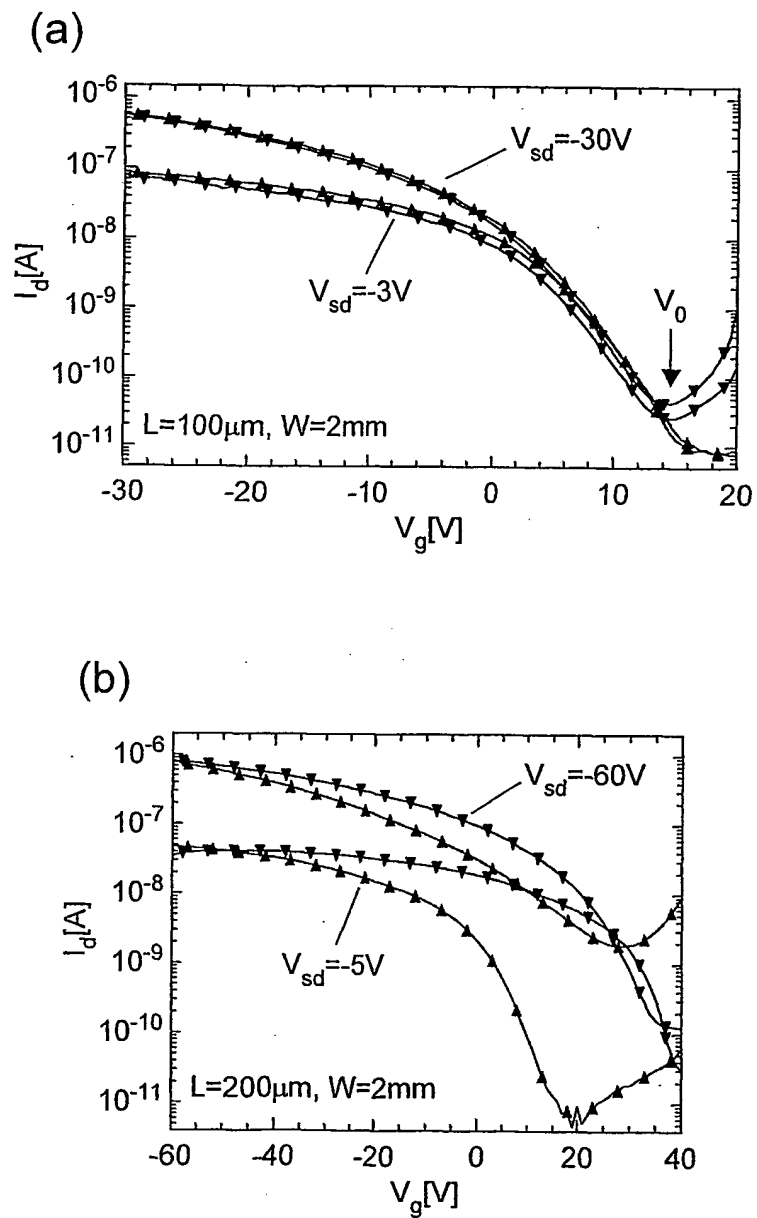 (a)
10⁻⁶
10⁻⁷
10⁻⁸
10⁻⁹
10⁻¹⁰
10⁻¹¹
I_d[A]
V_sd=-30V
V_sd=-3V
V_0
L=100μm, W=2mm
-30 -20 -10 0 10 20
V_g[V]
(b)
10⁻⁶
10⁻⁷
10⁻⁸
10⁻⁹
10⁻¹⁰
10⁻¹¹
I_d[A]
V_sd=-60V
V_sd=-5V
L=200μm, W=2mm
-60 -40 -20 0 20 40
V_g[V]